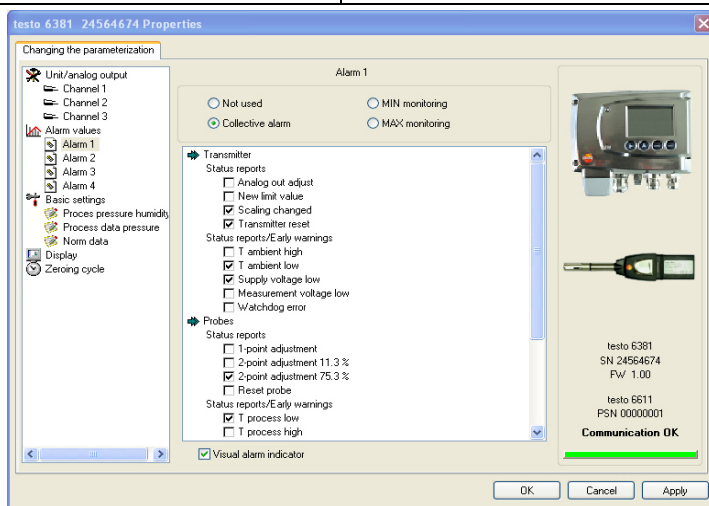 testo 6381 24564674 Properties
Changing the parameterization
Unit/analog output
Channel 1
Channel 2
Channel 3
Alarm values
Alarm 1
Alarm 2
Alarm 3
Alarm 4
Basic settings
Proces pressure humidity
Process data pressure
Norm data
Display
Zeroing cycle
Alarm 1
Not used
MIN monitoring
Collective alarm
MAX monitoring
Transmitter
Status reports
Analog out adjust
New limit value
Scaling changed
Transmitter reset
Status reports/Early warnings
T ambient high
T ambient low
Supply voltage low
Measurement voltage low
Watchdog error
Probes
Status reports
1-point adjustment
2-point adjustment 11.3 %
2-point adjustment 75.3 %
Reset probe
Status reports/Early warnings
T process low
T process high
Visual alarm indicator
testo 6381
SN 24564674
FW 1.00
testo 6611
PSN 00000001
Communication OK
OK
Cancel
Apply